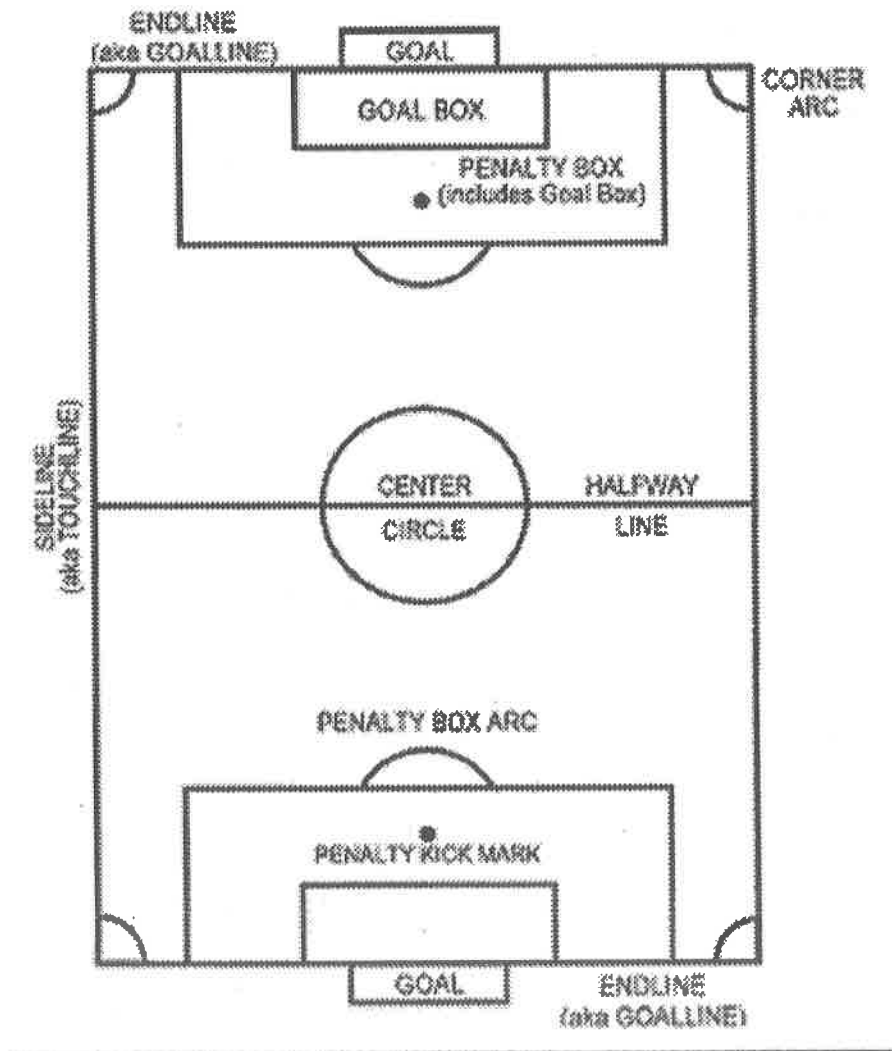 ENDLINE
(aka GOALLINE)
GOAL
CORNER
ARC
GOAL BOX
PENALTY BOX
(includes Goal Box)
SIDELINE
(aka TOUCHLINE)
CENTER
CIRCLE
HALFWAY
LINE
PENALTY BOX ARC
PENALTY KICK MARK
GOAL
ENDLINE
(aka GOALLINE)